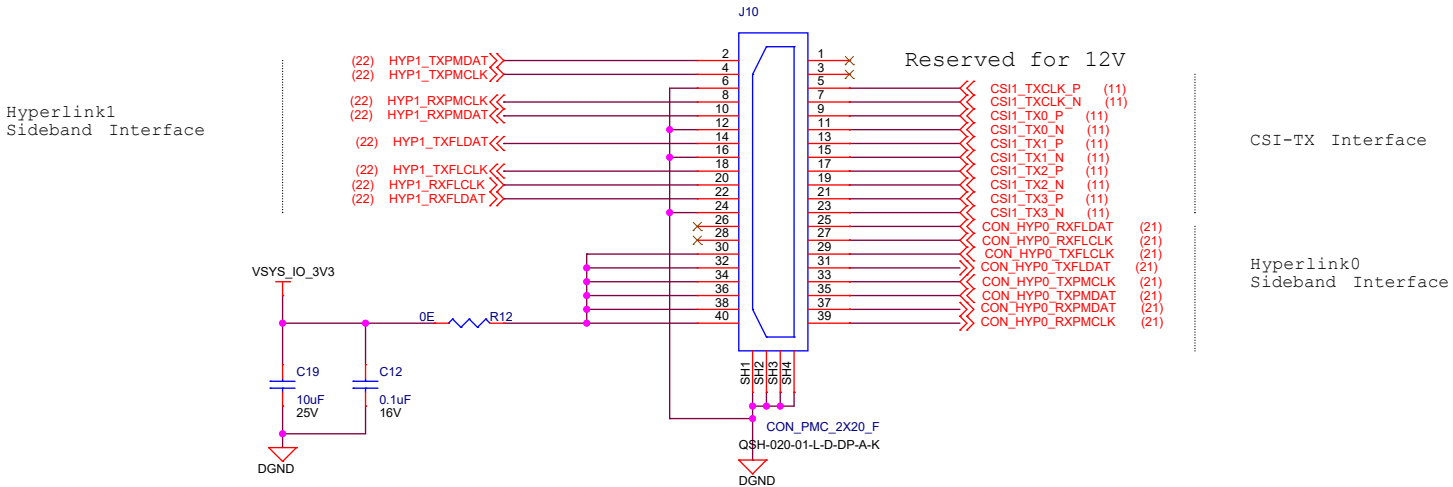 J10
Reserved for 12V
(22) HYP1_TXPMDAT 2 1
(22) HYP1_TXPMCLK 4 3
6 5 CSI1_TXCLK_P (11)
(22) HYP1_RXPMCLK 8 7 CSI1_TXCLK_N (11)
(22) HYP1_RXPMDAT 10 9 CSI1_TX0_P (11)
12 11 CSI1_TX0_N (11)
(22) HYP1_TXFLDAT 14 13 CSI1_TX1_P (11)
16 15 CSI1_TX1_N (11)
(22) HYP1_TXFLCLK 18 17 CSI1_TX2_P (11)
(22) HYP1_RXFLCLK 20 19 CSI1_TX2_N (11)
(22) HYP1_RXFLDAT 22 21 CSI1_TX3_P (11)
24 23 CSI1_TX3_N (11)
26 25 CON_HYP0_RXFLDAT (21)
28 27 CON_HYP0_RXFLCLK (21)
30 29 CON_HYP0_TXFLCLK (21)
32 31 CON_HYP0_TXFLDAT (21)
34 33 CON_HYP0_TXPMCLK (21)
36 35 CON_HYP0_TXPMDAT (21)
38 37 CON_HYP0_RXPMDAT (21)
40 39 CON_HYP0_RXPMCLK (21)
Hyperlink1
Sideband Interface
CSI-TX Interface
Hyperlink0
Sideband Interface
VSYS_IO_3V3
0E R12
C19
10uF
25V
C12
0.1uF
16V
DGND
SH1
SH2
SH3
SH4
CON_PMC_2X20_F
QSH-020-01-L-D-DP-A-K
DGND